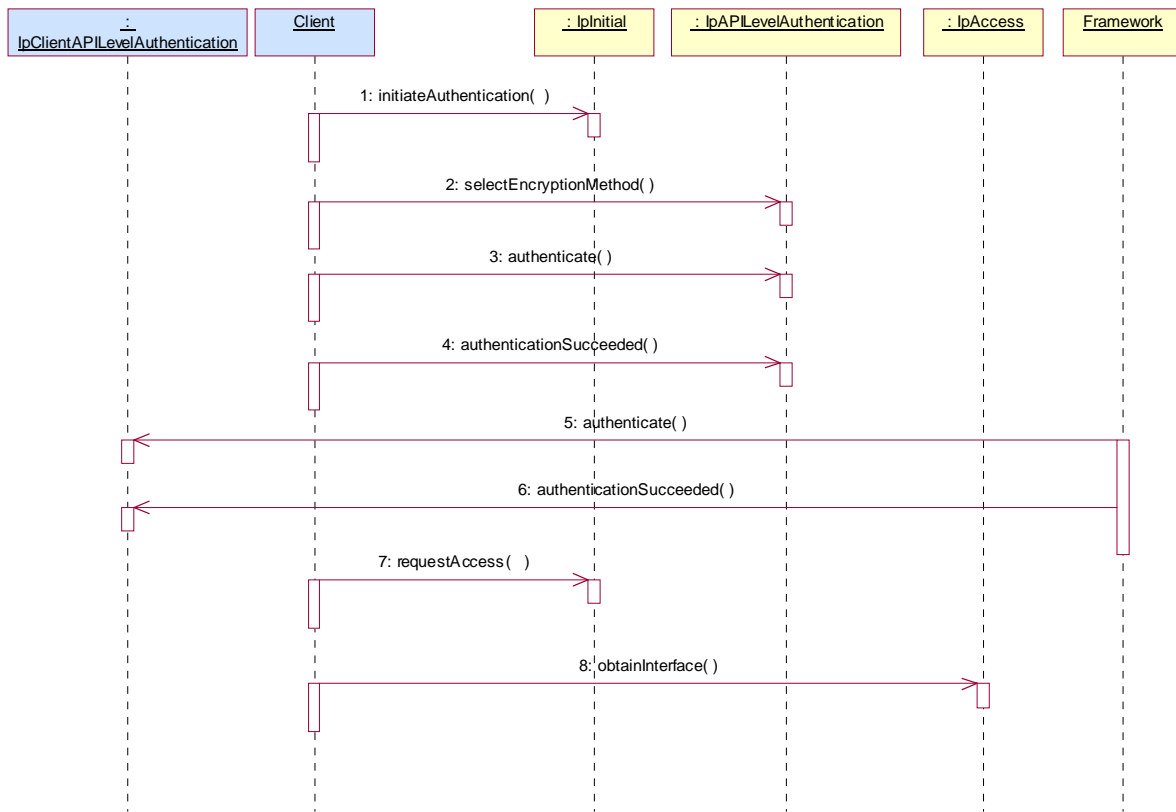 :
IpClientAPILevelAuthentication
Client
: IpInitial
: IpAPILevelAuthentication
: IpAccess
Framework
1: initiateAuthentication( )
2: selectEncryptionMethod( )
3: authenticate( )
4: authenticationSucceeded( )
5: authenticate( )
6: authenticationSucceeded( )
7: requestAccess( )
8: obtainInterface( )